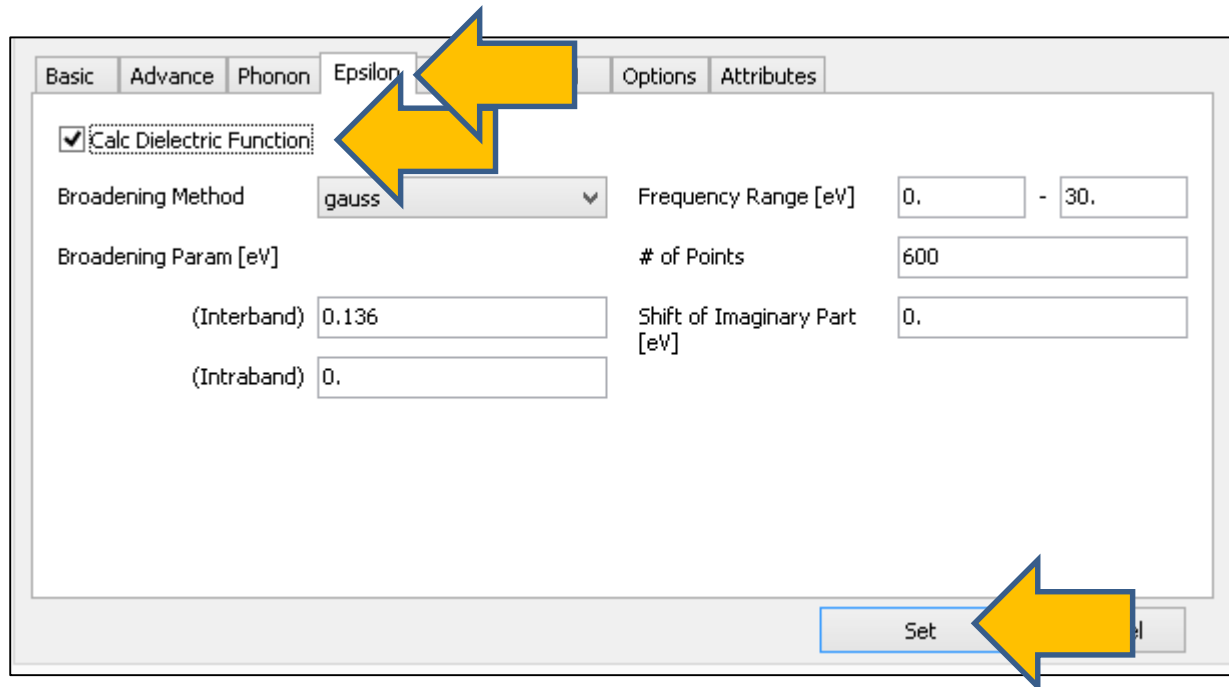 Basic Advance Phonon Epsilon Options Attributes
Calc Dielectric Function
Broadening Method gauss Frequency Range [eV] 0. - 30.
Broadening Param [eV] # of Points 600
(Interband) 0.136 Shift of Imaginary Part [eV] 0.
(Intraband) 0.
Set